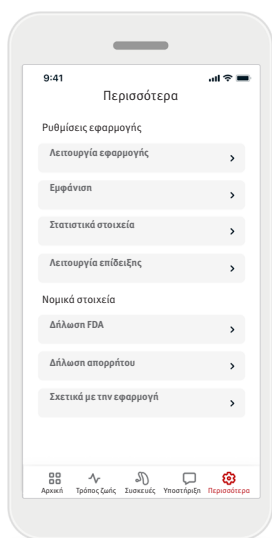 9:41
Περισσότερα
Ρυθμίσεις εφαρμογής
Λειτουργία εφαρμογής
Εμφάνιση
Στατιστικά στοιχεία
Λειτουργία επίδειξης
Νομικά στοιχεία
Δήλωση FDA
Δήλωση απορρήτου
Σχετικά με την εφαρμογή
Αρχική Τρόπος ζωής Συσκευές Υποστήριξη Περισσότερα